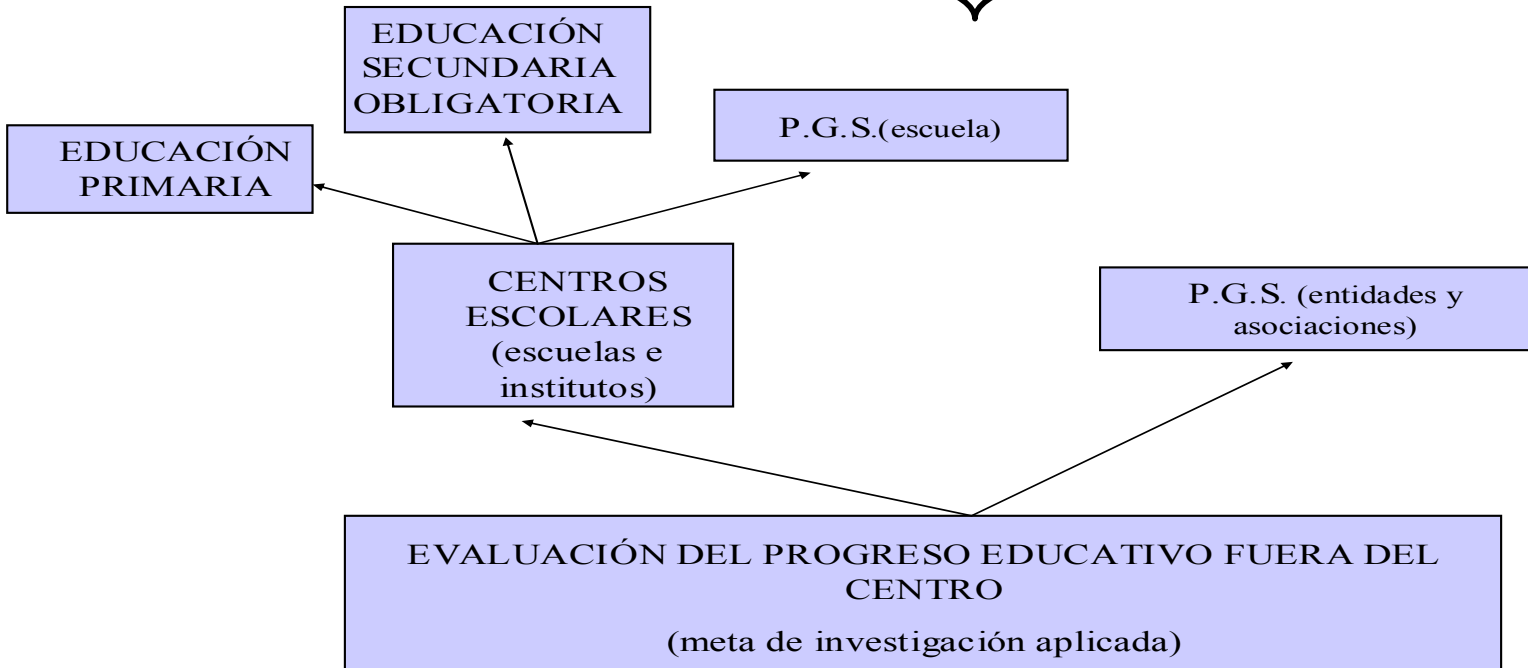 EDUCACIÓN
SECUNDARIA
OBLIGATORIA
P.G.S.(escuela)
EDUCACIÓN
PRIMARIA
CENTROS
ESCOLARES
(escuelas e
institutos)
P.G.S. (entidades y
asociaciones)
EVALUACIÓN DEL PROGRESO EDUCATIVO FUERA DEL
CENTRO
(meta de investigación aplicada)